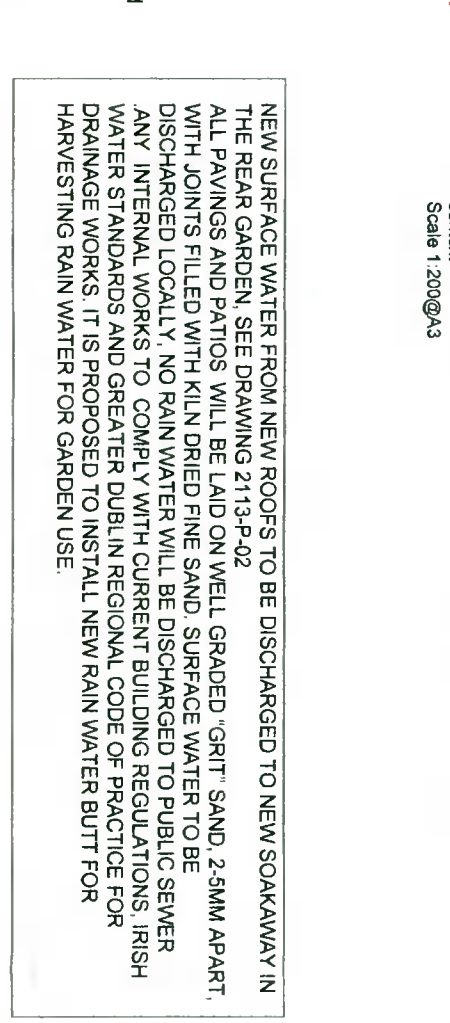 Scale 1:200@A3
NEW SURFACE WATER FROM NEW ROOFS TO BE DISCHARGED TO NEW SOAKAWAY IN
THE REAR GARDEN, SEE DRAWING 2113-P-02
ALL PAVINGS AND PATIOS WILL BE LAID ON WELL GRADED "GRIT" SAND, 2-5MM APART,
WITH JOINTS FILLED WITH KILN DRIED FINE SAND. SURFACE WATER TO BE
DISCHARGED LOCALLY, NO RAIN WATER WILL BE DISCHARGED TO PUBLIC SEWER
.ANY INTERNAL WORKS TO COMPLY WITH CURRENT BUILDING REGULATIONS, IRISH
WATER STANDARDS AND GREATER DUBLIN REGIONAL CODE OF PRACTICE FOR
DRAINAGE WORKS. IT IS PROPOSED TO INSTALL NEW RAIN WATER BUTT FOR
HARVESTING RAIN WATER FOR GARDEN USE.